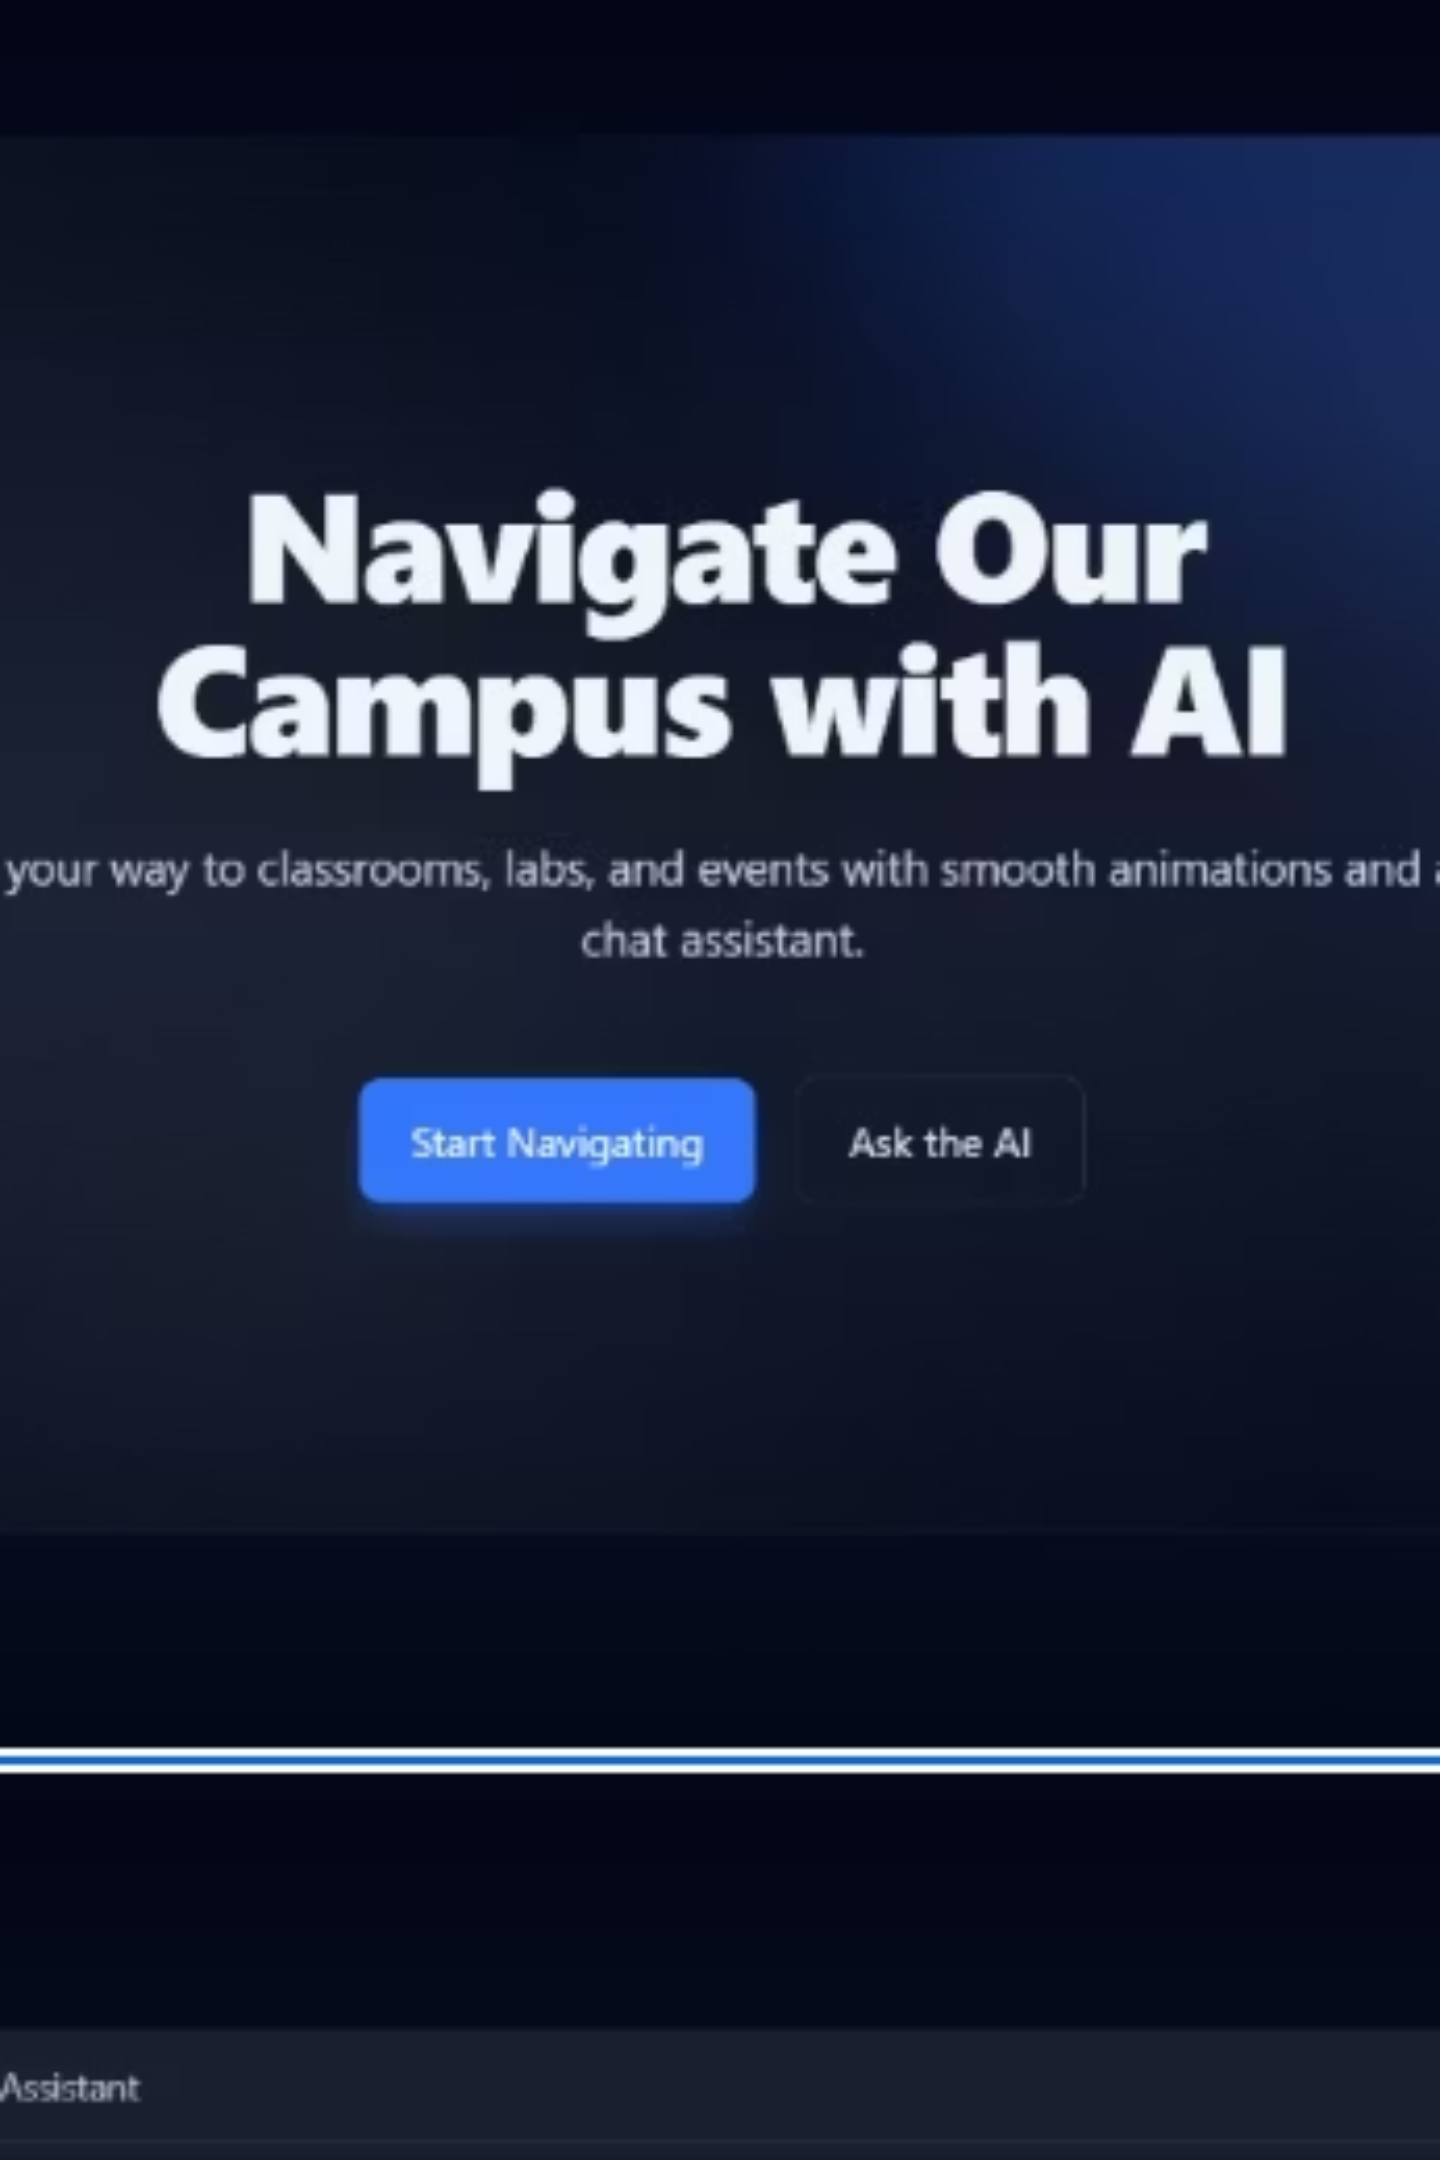 Navigate Our
Campus with AI
your way to classrooms, labs, and events with smooth animations and
chat assistant.
Start Navigating
Ask the AI
Assistant